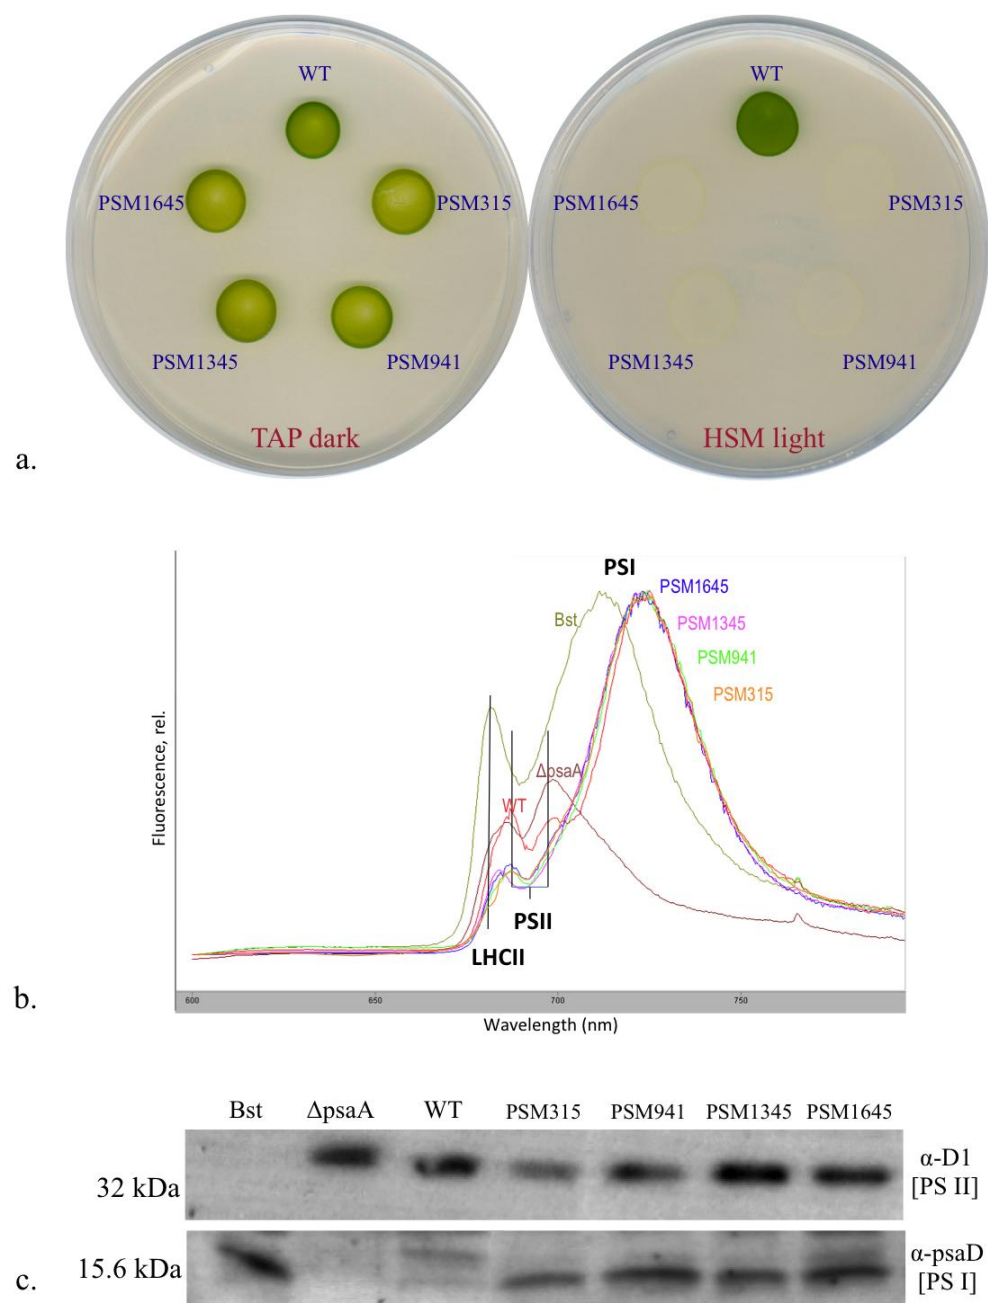 WT
PSM1645
PSM315
PSM1345
PSM941
TAP dark
WT
PSM1645
PSM315
PSM1345
PSM941
HSM light
a.
PSI
PSM1645
Bst
PSM1345
PSM941
PSM315
ΔpsaA
WT
PSII
LHCII
Fluorescence, rel.
600
650
700
750
Wavelength (nm)
b.
Bst ΔpsaA WT PSM315 PSM941 PSM1345 PSM1645
32 kDa
α-D1
[PS II]
15.6 kDa
α-psaD
[PS I]
c.